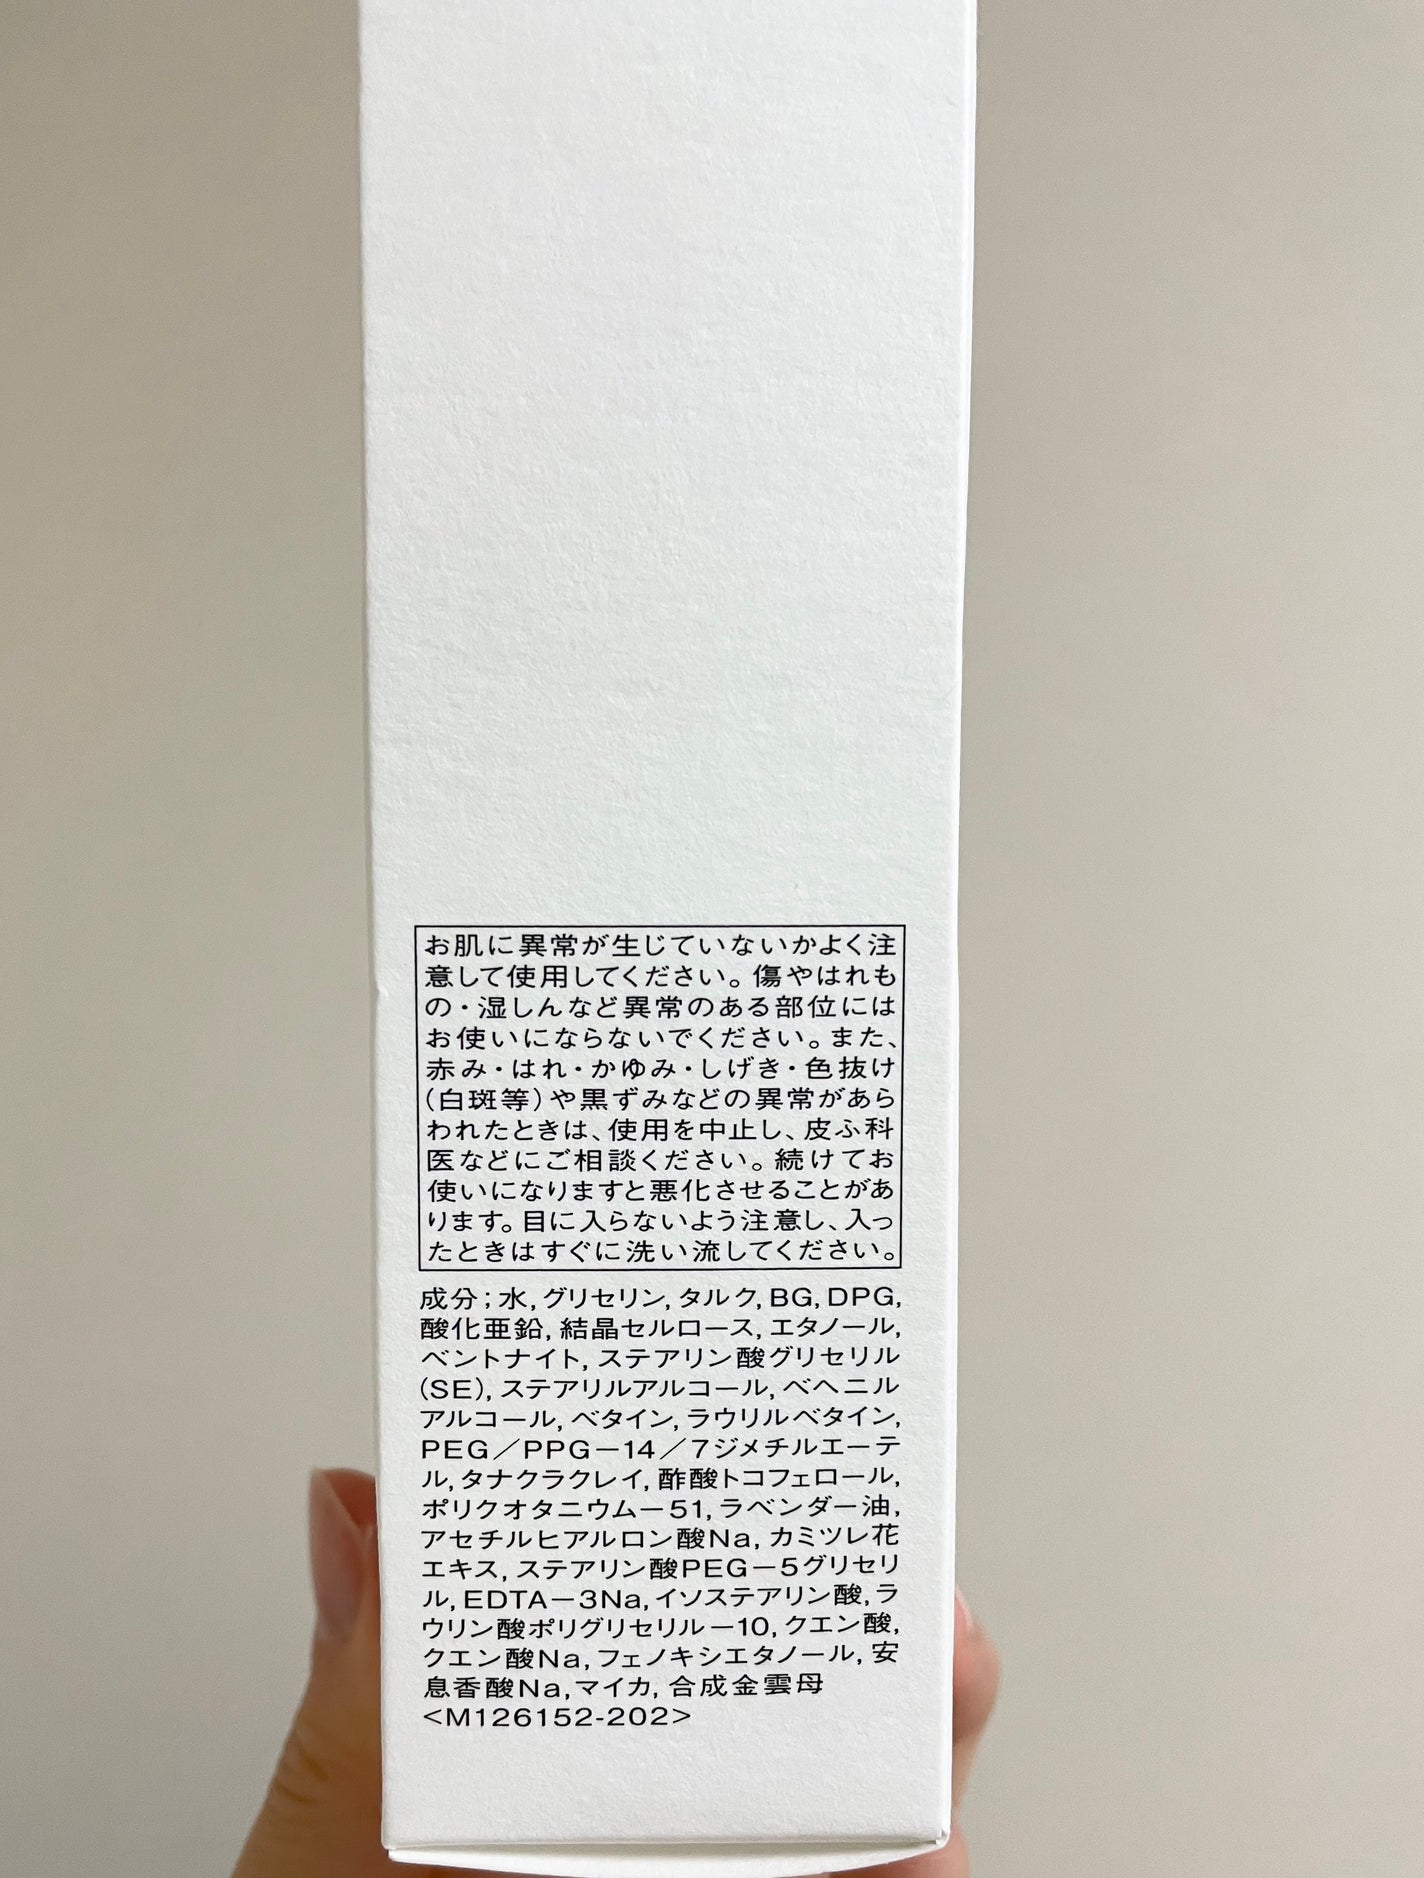 お肌に異常が生じていないかよく注
意して使用してください。傷やはれも
の・湿しんなど異常のある部位には
お使いにならないでください。また、
赤み・はれ・かゆみ・しげき・色抜け
(白斑等)や黒ずみなどの異常があら
われたときは、使用を中止し、皮ふ科
医などにご相談ください。続けてお
使いになりますと悪化させることがあ
ります。目に入らないよう注意し、入っ
たときはすぐに洗い流してください。
成分;水,グリセリン,タルク,BG,DPG,
酸化亜鉛,結晶セルロース,エタノール,
ベントナイト,ステアリン酸グリセリル
(SE),ステアリルアルコール,ベヘニル
アルコール,ベタイン,ラウリルベタイン,
PEG/PPG-14/7ジメチルエーテ
ル,タナクラクレイ,酢酸トコフェロール,
ポリクオタニウム-51,ラベンダー油,
アセチルヒアルロン酸Na,カミツレ花
エキス,ステアリン酸PEG-5グリセリ
ル,EDTA-3Na,イソステアリン酸,ラ
ウリン酸ポリグリセリル-10,クエン酸,
クエン酸Na,フェノキシエタノール,安
息香酸Na,マイカ,合成金雲母
<M126152-202>